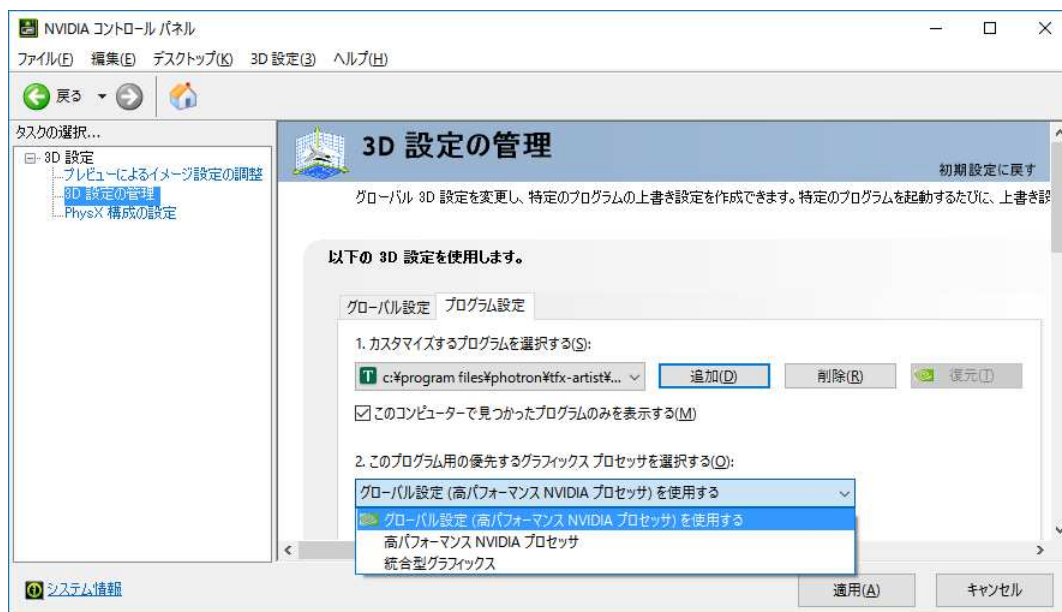 NVIDIA コントロール パネル
ファイル(F) 編集(E) デスクトップ(K) 3D 設定(3) ヘルプ(H)
戻る
タスクの選択...
3D 設定
プレビューによるイメージ設定の調整
3D 設定の管理
PhysX 構成の設定
3D 設定の管理
初期設定に戻す
グローバル 3D 設定を変更し、特定のプログラムの上書き設定を作成できます。特定のプログラムを起動するたびに、上書き
以下の 3D 設定を使用します。
グローバル設定 プログラム設定
1. カスタマイズするプログラムを選択する(S):
c:¥program files¥photron¥tfx-artist¥... 追加(D) 削除(R) 復元(T)
このコンピューターで見つかったプログラムのみを表示する(M)
2. このプログラム用の優先するグラフィックス プロセッサを選択する(O):
グローバル設定 (高パフォーマンス NVIDIA プロセッサ) を使用する
グローバル設定 (高パフォーマンス NVIDIA プロセッサ) を使用する
高パフォーマンス NVIDIA プロセッサ
統合型グラフィックス
システム情報
適用(A) キャンセル